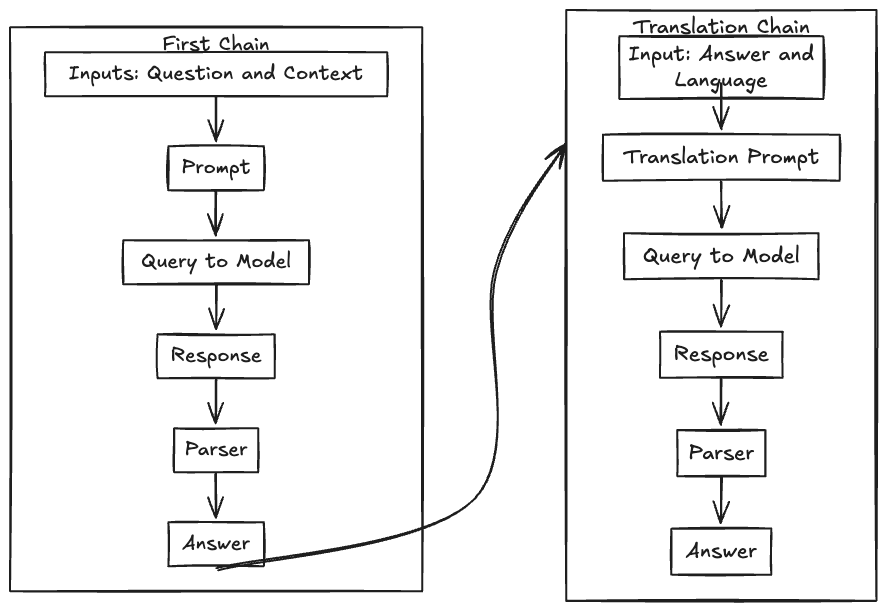 First Chain
Inputs: Question and Context
Prompt
Query to Model
Response
Parser
Answer
Translation Chain
Input: Answer and
Language
Translation Prompt
Query to Model
Response
Parser
Answer